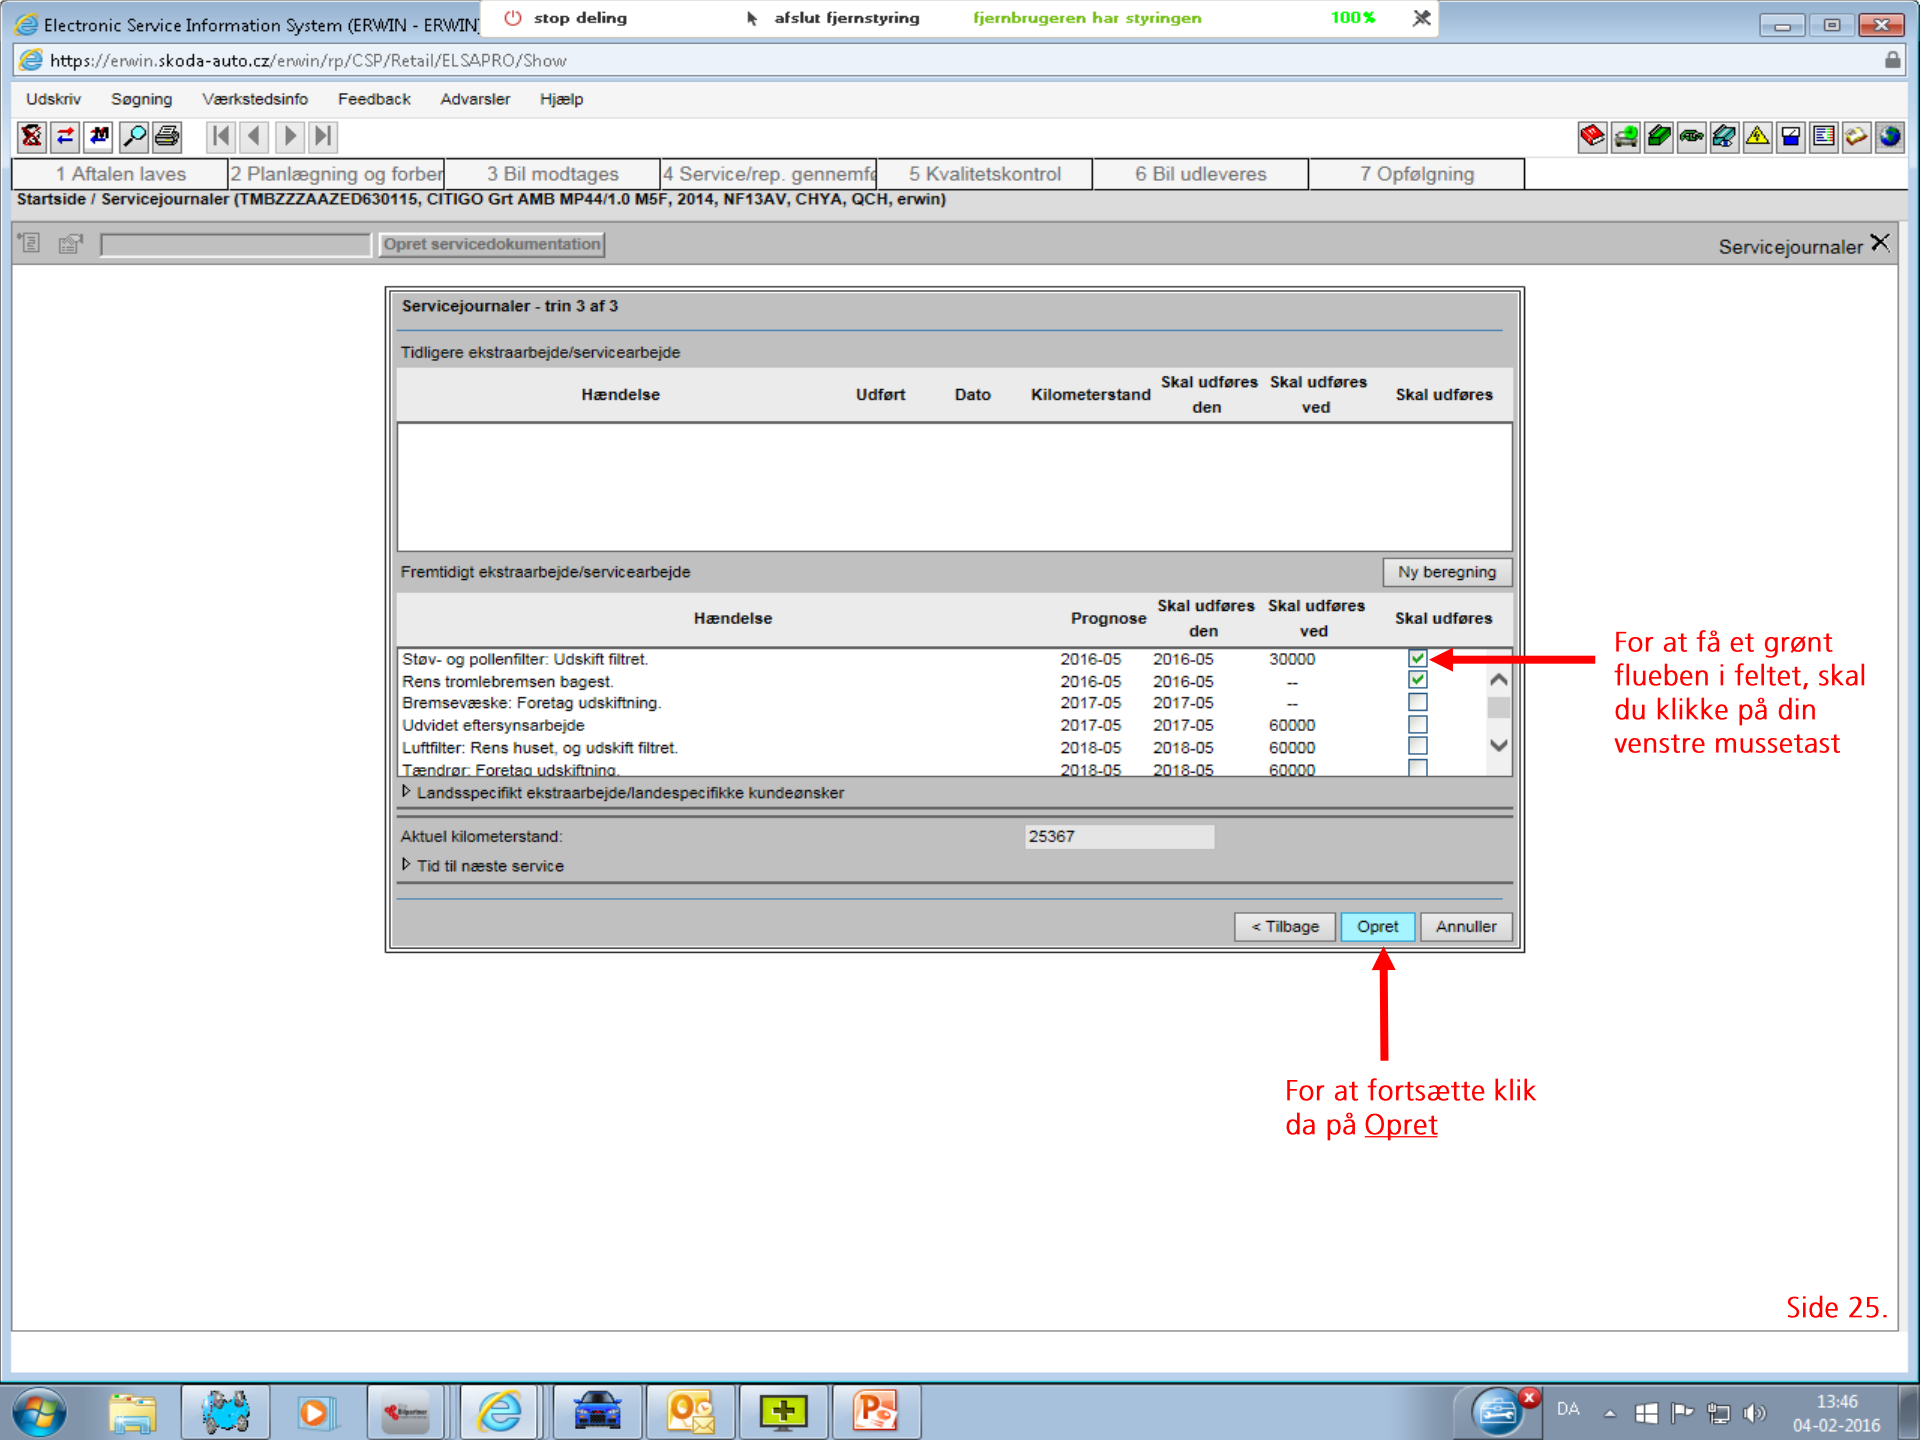 Electronic Service Information System (ERWIN - ERWIN)
stop deling
afslut fjernstyring
fjernbrugeren har styringen
100%
https://erwin.skoda-auto.cz/erwin/rp/CSP/Retail/ELSAPRO/Show
Udskriv Søgning Værkstedsinfo Feedback Advarsler Hjælp
1 Aftalen laves
2 Planlægning og forber
3 Bil modtages
4 Service/rep. gennemfø
5 Kvalitetskontrol
6 Bil udleveres
7 Opfølgning
Startside / Servicejournaler (TMBZZZAAZED630115, CITIGO Grt AMB MP44/1.0 M5F, 2014, NF13AV, CHYA, QCH, erwin)
Opret servicedokumentation
Servicejournaler
Servicejournaler - trin 3 af 3
Tidligere ekstraarbejde/servicearbejde
Hændelse Udført Dato Kilometerstand Skal udføres den Skal udføres ved Skal udføres
Fremtidigt ekstraarbejde/servicearbejde
Ny beregning
Hændelse Prognose Skal udføres den Skal udføres ved Skal udføres
Støv- og pollenfilter: Udskift filtret. 2016-05 2016-05 30000
Rens tromlebremsen bagest. 2016-05 2016-05 --
Bremsevæske: Foretag udskiftning. 2017-05 2017-05 --
Udvidet eftersynsarbejde 2017-05 2017-05 60000
Luftfilter: Rens huset, og udskift filtret. 2018-05 2018-05 60000
Tændrør: Foretag udskiftning. 2018-05 2018-05 60000
Landsspecifikt ekstraarbejde/landespecifikke kundeønsker
Aktuel kilometerstand: 25367
Tid til næste service
< Tilbage Opret Annuller
For at få et grønt
flueben i feltet, skal
du klikke på din
venstre mussetast
For at fortsætte klik
da på Opret
Side 25.
DA
13:46
04-02-2016